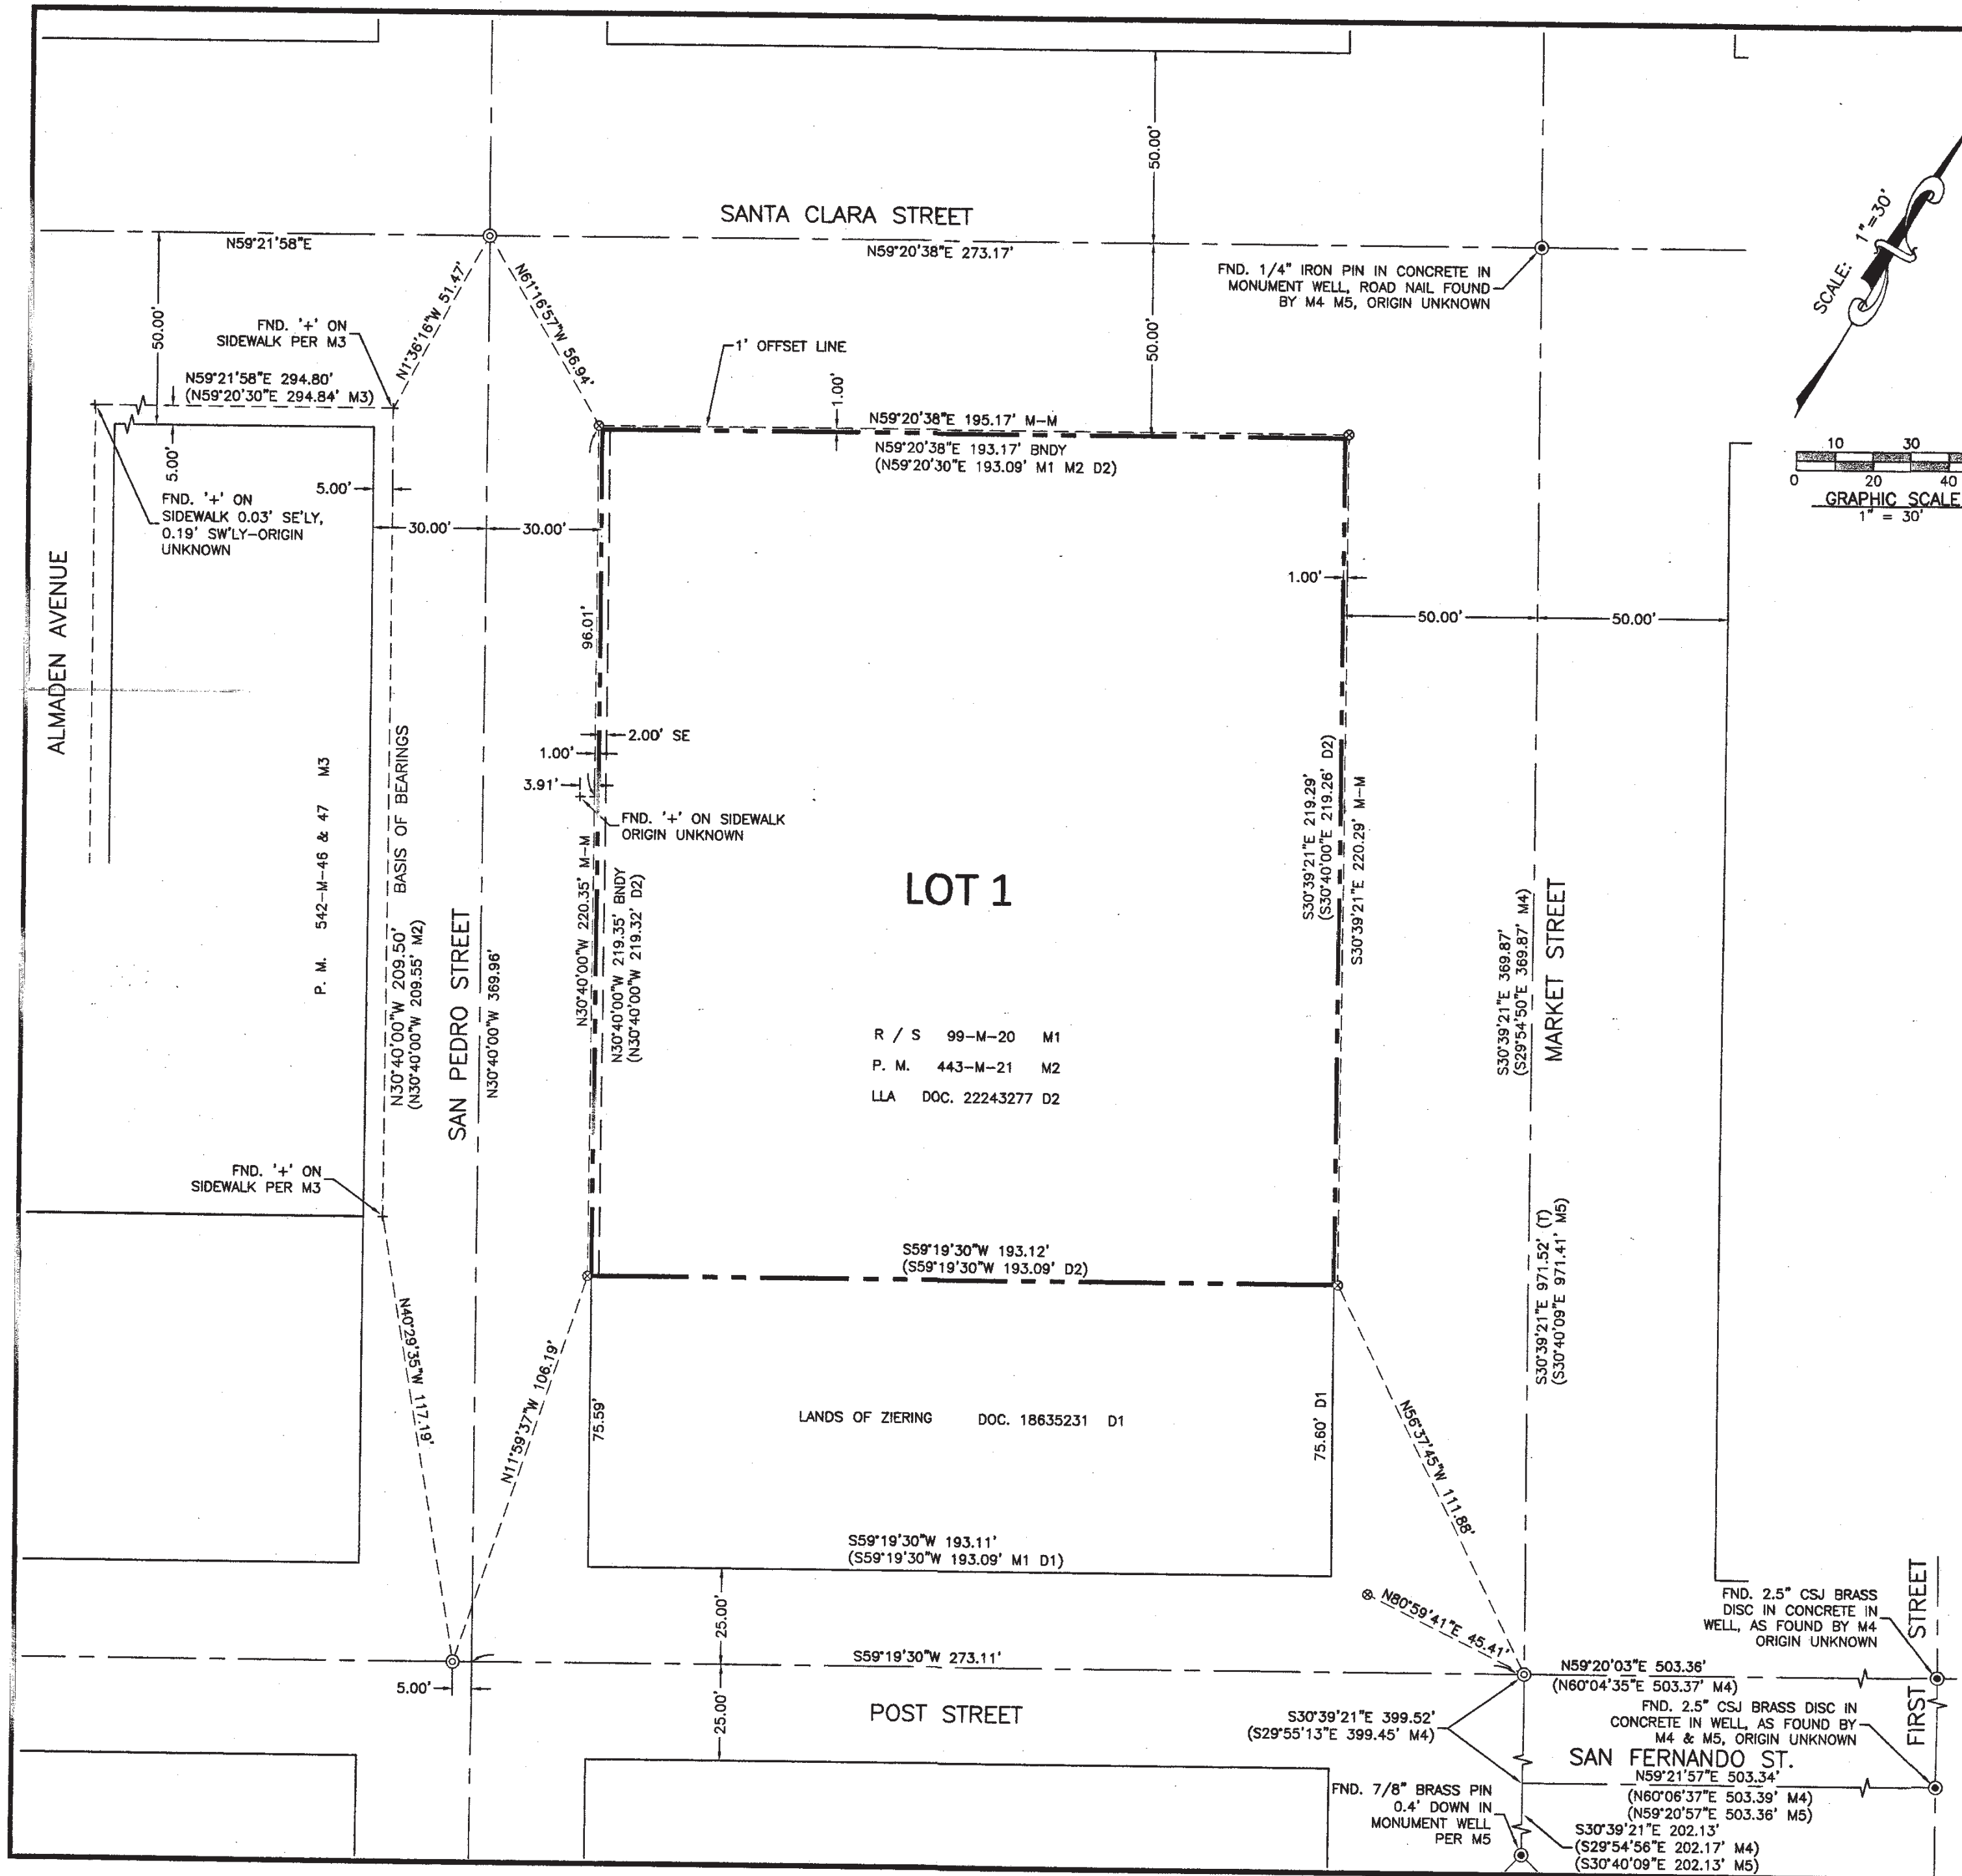 50.00'
SANTA CLARA STREET
N59°21'58"E
N59°20'38"E 273.17'
FND. 1/4" IRON PIN IN CONCRETE IN
MONUMENT WELL, ROAD NAIL FOUND
BY M4 M5, ORIGIN UNKNOWN
SCALE: 1"=30'
50.00'
50.00'
FND. '+' ON
SIDEWALK PER M3
N1°36'16"W 51.47'
N61°16'57"W 56.94'
1' OFFSET LINE
1.00'
N59°21'58"E 294.80'
(N59°20'30"E 294.84' M3)
N59°20'38"E 195.17' M-M
N59°20'38"E 193.17' BNDY
(N59°20'30"E 193.09' M1 M2 D2)
10 30
0 20 40
GRAPHIC SCALE
1" = 30'
5.00'
5.00'
FND. '+' ON
SIDEWALK 0.03' SE'LY,
0.19' SW'LY-ORIGIN
UNKNOWN
30.00'
30.00'
ALMADEN AVENUE
96.01'
1.00'
50.00'
50.00'
2.00' SE
1.00'
3.91'
FND. '+' ON SIDEWALK
ORIGIN UNKNOWN
P. M. 542-M-46 & 47 M3
BASIS OF BEARINGS
N30°40'00"W 209.50'
(N30°40'00"W 209.55' M2)
SAN PEDRO STREET
N30°40'00"W 369.96'
N30°40'00"W 220.35' M-M
N30°40'00"W 219.35' BNDY
(N30°40'00"W 219.32' D2)
LOT 1
S30°39'21"E 219.29'
(S30°40'00"E 219.26' D2)
S30°39'21"E 220.29' M-M
S30°39'21"E 369.87'
(S29°54'50"E 369.87' M4)
MARKET STREET
R / S 99-M-20 M1
P. M. 443-M-21 M2
LLA DOC. 22243277 D2
FND. '+' ON
SIDEWALK PER M3
S59°19'30"W 193.12'
(S59°19'30"W 193.09' D2)
S30°39'21"E 971.52' (T)
(S30°40'09"E 971.41' M5)
N40°29'35"W 117.19'
N11°59'37"W 106.19'
75.59'
LANDS OF ZIERING DOC. 18635231 D1
75.60' D1
N56°37'45"W 111.88'
S59°19'30"W 193.11'
(S59°19'30"W 193.09' M1 D1)
25.00'
N80°59'41"E 45.41'
FND. 2.5" CSJ BRASS
DISC IN CONCRETE IN
WELL, AS FOUND BY M4
ORIGIN UNKNOWN
FIRST STREET
S59°19'30"W 273.11'
5.00'
25.00'
POST STREET
N59°20'03"E 503.36'
(N60°04'35"E 503.37' M4)
S30°39'21"E 399.52'
(S29°55'13"E 399.45' M4)
FND. 2.5" CSJ BRASS DISC IN
CONCRETE IN WELL, AS FOUND BY
M4 & M5, ORIGIN UNKNOWN
SAN FERNANDO ST.
N59°21'57"E 503.34'
(N60°06'37"E 503.39' M4)
(N59°20'57"E 503.36' M5)
FND. 7/8" BRASS PIN
0.4' DOWN IN
MONUMENT WELL
PER M5
S30°39'21"E 202.13'
(S29°54'56"E 202.17' M4)
(S30°40'09"E 202.13' M5)